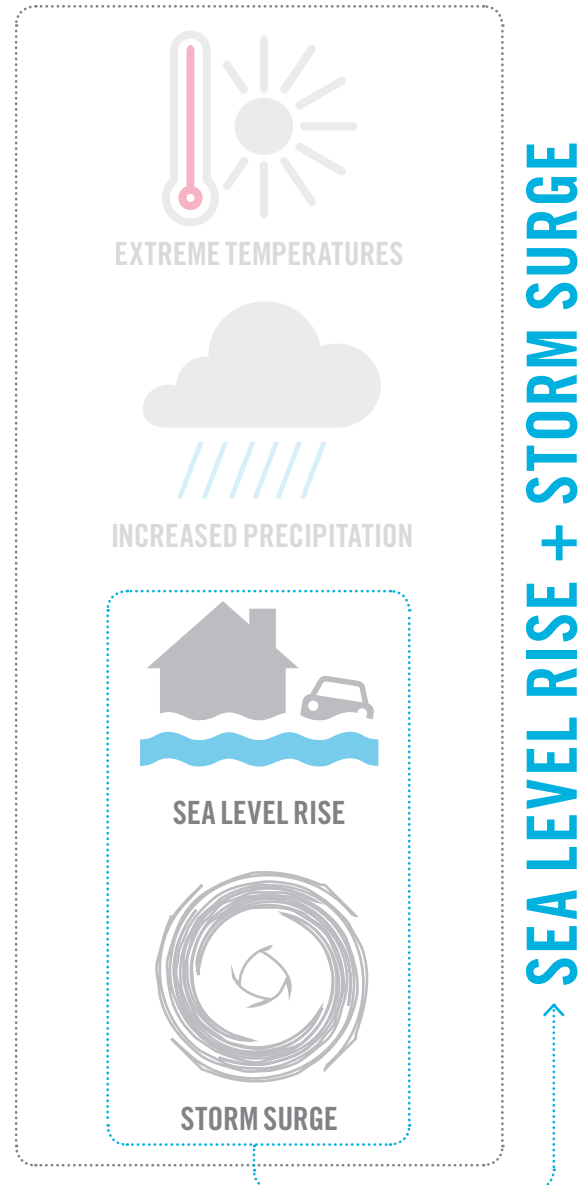 EXTREME TEMPERATURES
INCREASED PRECIPITATION
SEA LEVEL RISE
STORM SURGE
SEA LEVEL RISE + STORM SURGE